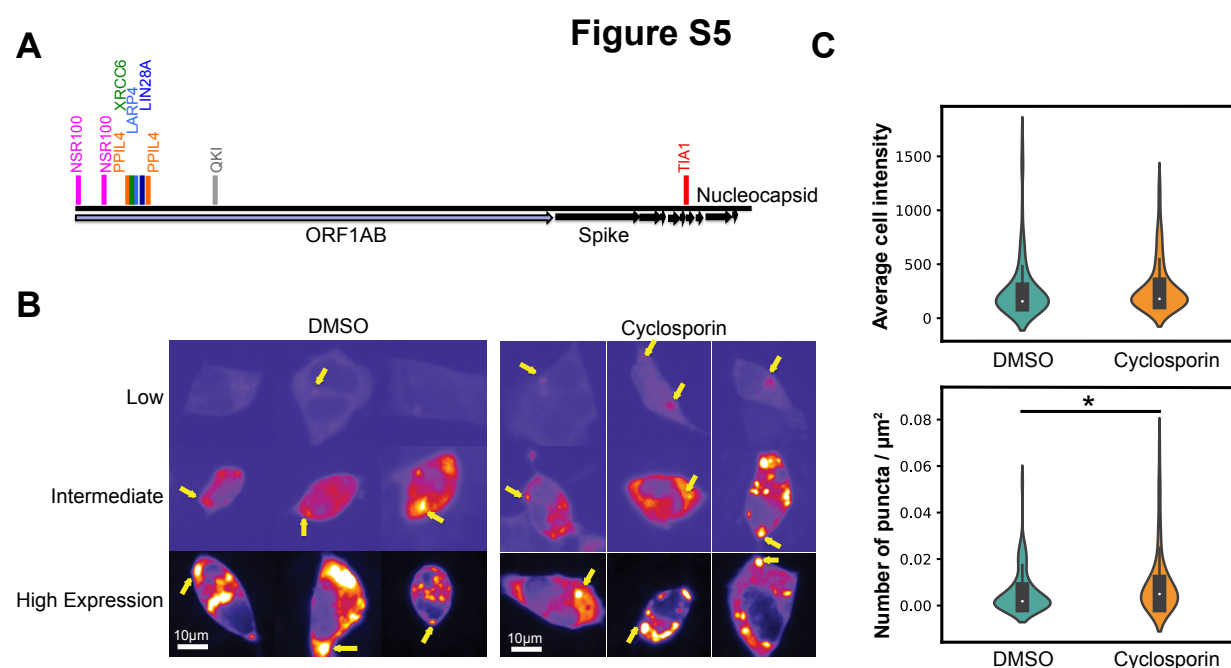 Figure S5
A
NSR100
NSR100
PPIL4
XRCC6
LARP4
LIN28A
PPIL4
QKI
TIA1
Nucleocapsid
ORF1AB
Spike
B
DMSO
Cyclosporin
Low
Intermediate
High Expression
10µm
10µm
C
Average cell intensity
1500
1000
500
0
DMSO
Cyclosporin
Number of puncta / µm²
0.08
0.06
0.04
0.02
0.00
*
DMSO
Cyclosporin